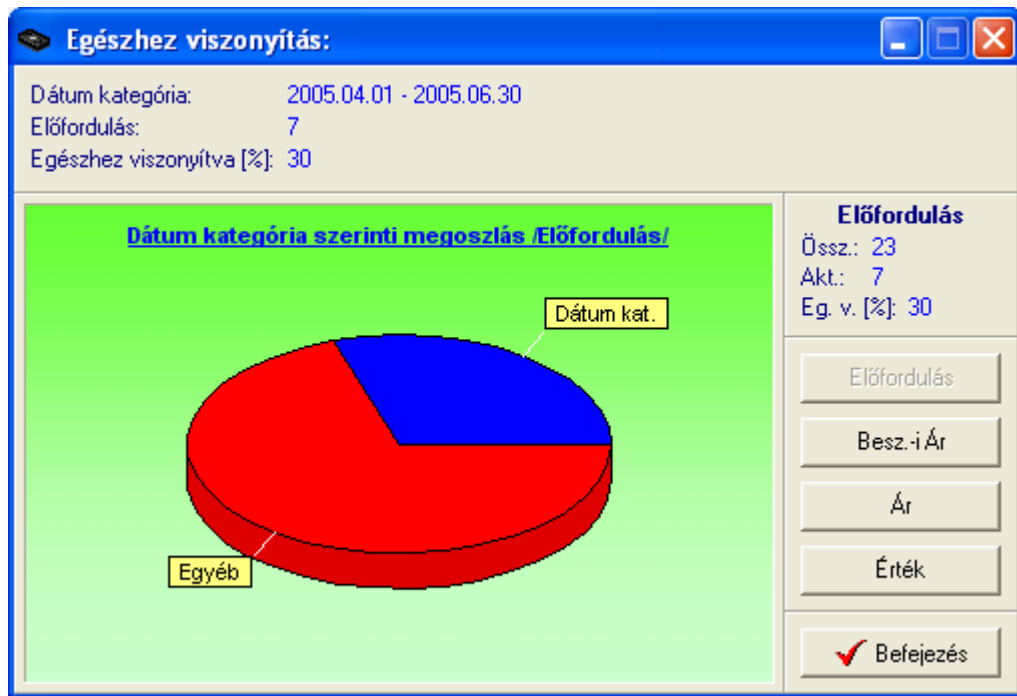 Egészhez viszonyítás:
Dátum kategória: 2005.04.01 - 2005.06.30
Előfordulás: 7
Egészhez viszonyítva [%]: 30
Dátum kategória szerinti megoszlás /Előfordulás/
Dátum kat.
Egyéb
Előfordulás
Össz.: 23
Akt.: 7
Eg. v. [%]: 30
Előfordulás
Besz.-i Ár
Ár
Érték
Befejezés